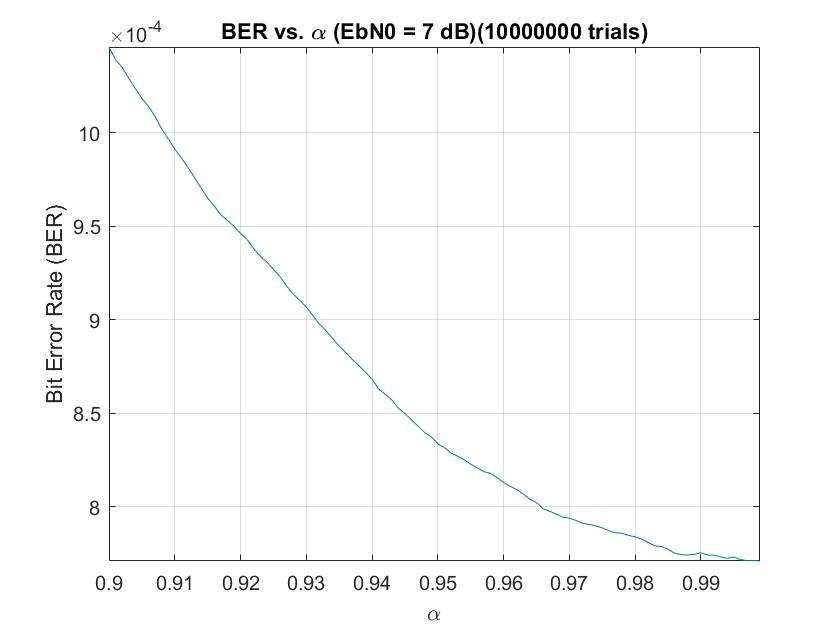 ×10⁻⁴
BER vs. α (EbN0 = 7 dB)(10000000 trials)
Bit Error Rate (BER)
10
9.5
9
8.5
8
0.9 0.91 0.92 0.93 0.94 0.95 0.96 0.97 0.98 0.99
α